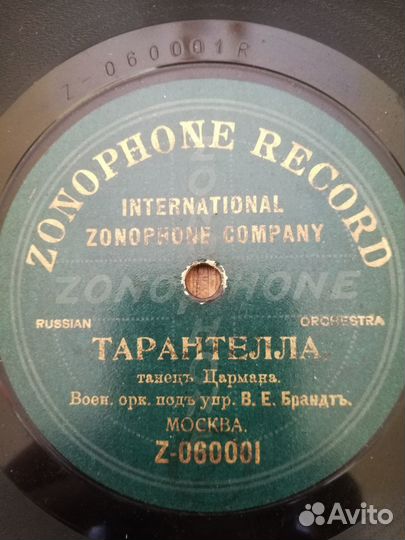 Z-060001R
ZONOPHONE RECORD
INTERNATIONAL
ZONOPHONE COMPANY
ZONOPHONE
RUSSIAN ORCHESTRA
ТАРАНТЕЛЛА.
танецъ Цармана.
Воен. орк. подъ упр. В. Е. Брандтъ.
МОСКВА.
Z-060001
Avito